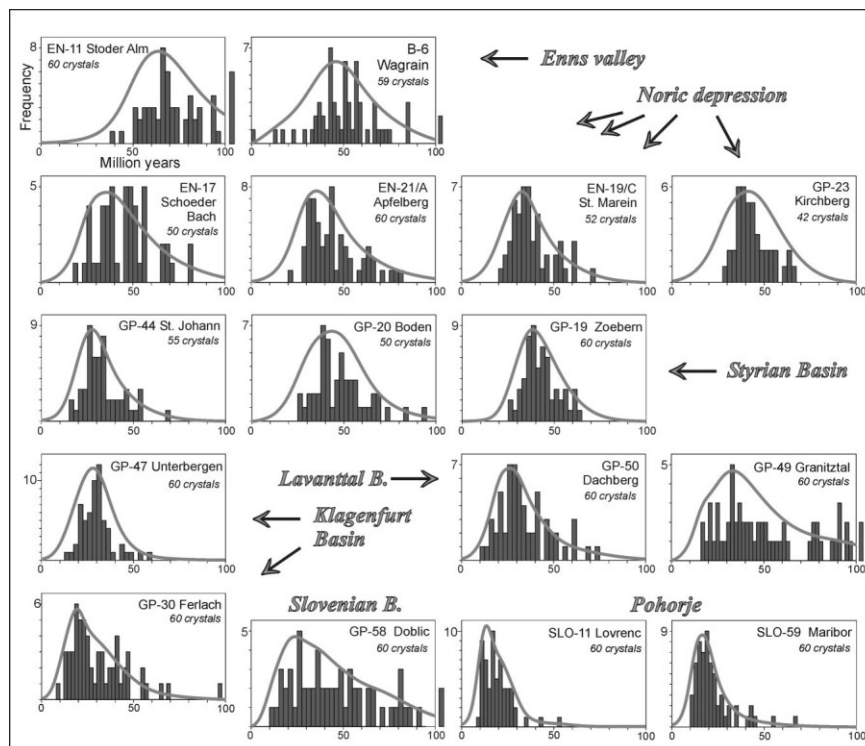 EN-11 Stoder Alm
60 crystals
8
Frequency
0 50 100
Million years
B-6
Wagrain
59 crystals
7
0 50 100
Enns valley
Noric depression
EN-17
Schoeder
Bach
50 crystals
5
0 50 100
EN-21/A
Apfelberg
60 crystals
8
0 50 100
EN-19/C
St. Marein
52 crystals
7
0 50 100
GP-23
Kirchberg
42 crystals
6
0 50 100
GP-44 St. Johann
55 crystals
9
0 50 100
GP-20 Boden
50 crystals
7
0 50 100
GP-19 Zoebern
60 crystals
9
0 50 100
Styrian Basin
GP-47 Unterbergen
60 crystals
10
0 50 100
Lavanttal B.
Klagenfurt
Basin
GP-50
Dachberg
60 crystals
7
0 50 100
GP-49 Granitztal
60 crystals
5
0 50 100
GP-30 Ferlach
60 crystals
6
0 50 100
Slovenian B.
GP-58 Doblic
60 crystals
5
0 50 100
Pohorje
SLO-11 Lovrenc
60 crystals
10
0 50 100
SLO-59 Maribor
60 crystals
9
0 50 100